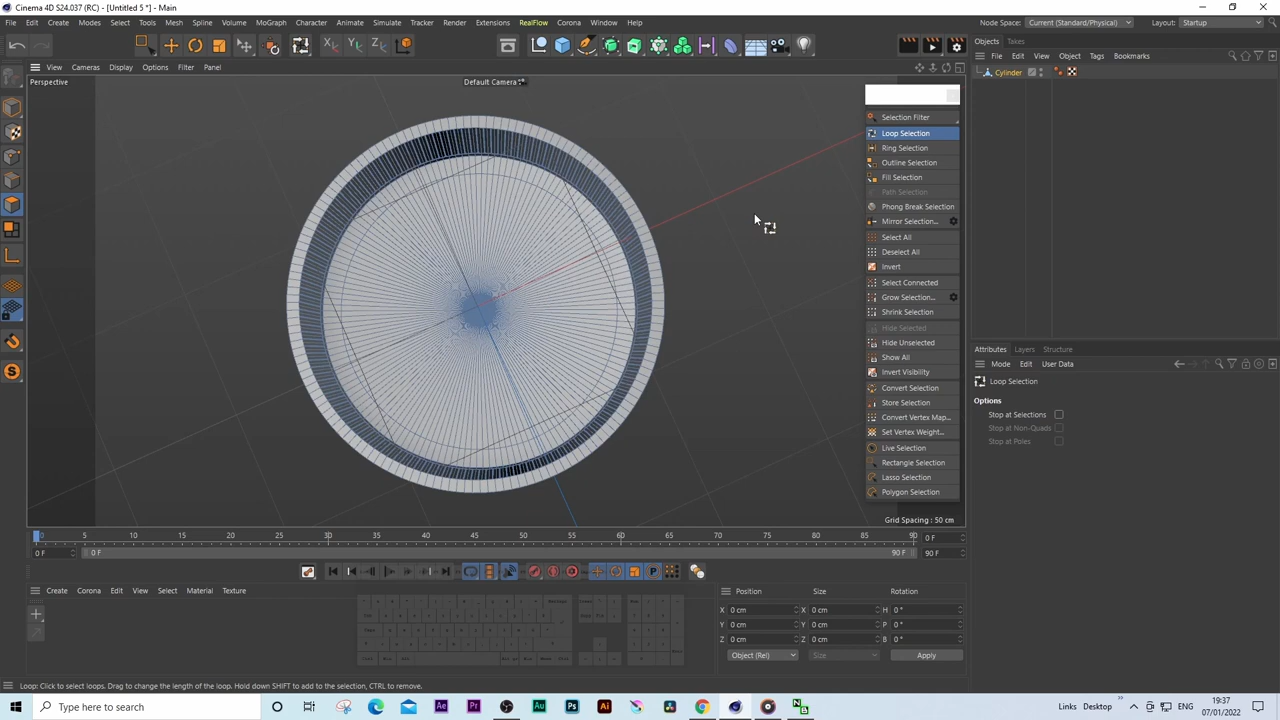 Cinema 4D S24.037 (RC) - [Untitled 5 *] - Main
File Edit Create Modes Select Tools Mesh Spline Volume MoGraph Character Animate Simulate Tracker Render Extensions RealFlow Corona Window Help
Node Space: Current (Standard/Physical) Layout: Startup
Objects Takes
File Edit View Object Tags Bookmarks
Cylinder
View Cameras Display Options Filter Panel
Perspective
Default Camera
Selection Filter
Loop Selection
Ring Selection
Outline Selection
Fill Selection
Path Selection
Phong Break Selection
Mirror Selection...
Select All
Deselect All
Invert
Select Connected
Grow Selection...
Shrink Selection
Hide Selected
Hide Unselected
Show All
Invert Visibility
Convert Selection
Store Selection
Convert Vertex Map...
Set Vertex Weight...
Live Selection
Rectangle Selection
Lasso Selection
Polygon Selection
Grid Spacing : 50 cm
Attributes Layers Structure
Mode Edit User Data
Loop Selection
Options
Stop at Selections
Stop at Non-Quads
Stop at Poles
0 5 10 15 20 25 30 35 40 45 50 55 60 65 70 75 80 85 90 0 F
0 F 0 F 90 F 90 F
Create Corona Edit View Select Material Texture
Position Size Rotation
X 0 cm X 0 cm H 0 °
Y 0 cm Y 0 cm P 0 °
Z 0 cm Z 0 cm B 0 °
Object (Rel) Size Apply
Loop: Click to select loops. Drag to change the length of the loop. Hold down SHIFT to add to the selection, CTRL to remove.
Type here to search
Ae Pr Au Ps Ai
Links Desktop
ENG
19:37
07/01/2022